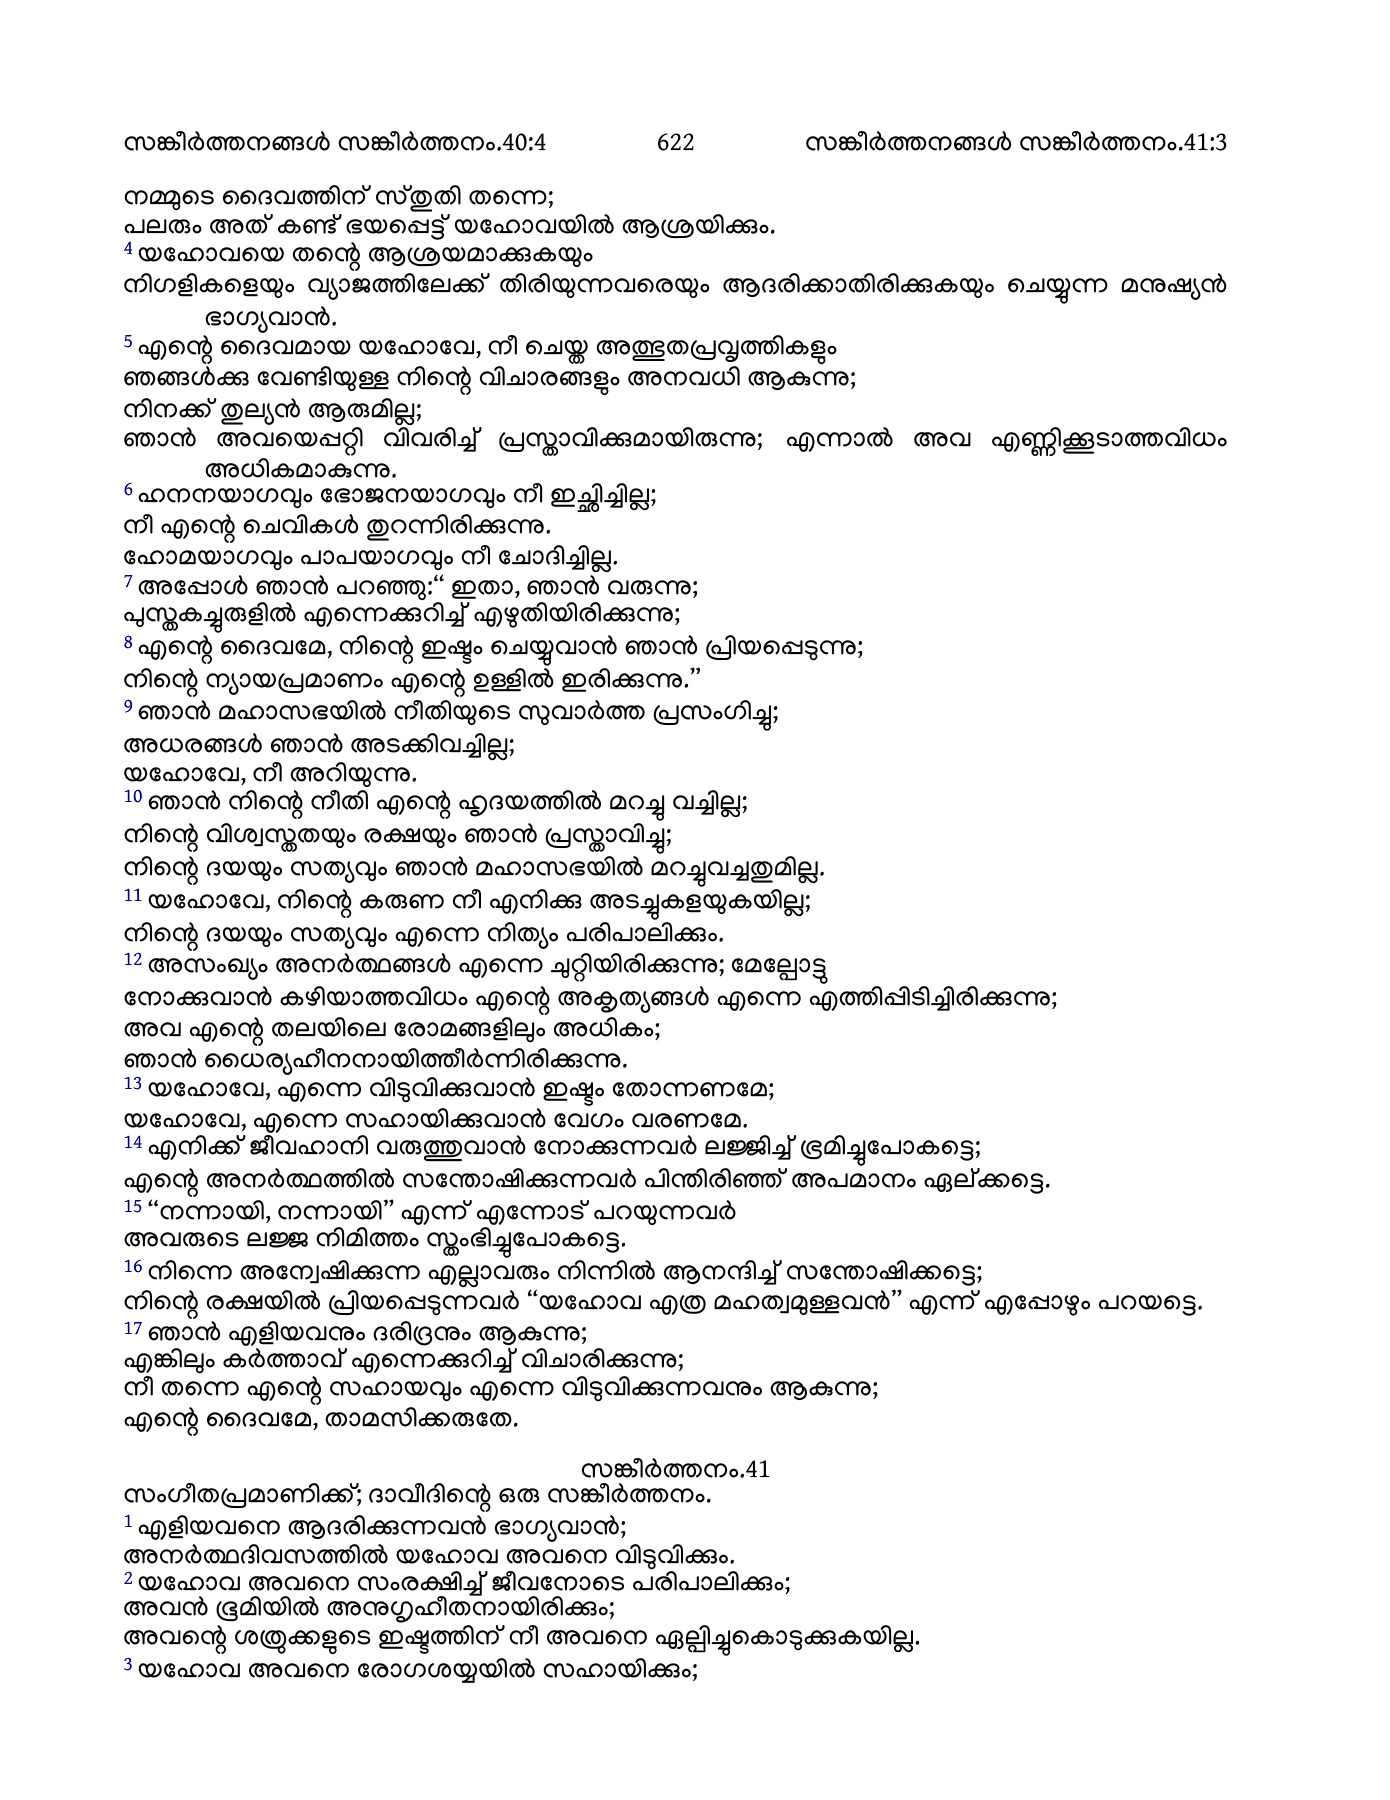 സങ്കീർത്തനങ്ങൾ സങ്കീർത്തനം.40:4 622 സങ്കീർത്തനങ്ങൾ സങ്കീർത്തനം.41:3
നമ്മുടെ ദൈവത്തിന് സ്തുതി തന്നെ;
പലരും അത് കണ്ട് ഭയപ്പെട്ട് യഹോവയിൽ ആശ്രയിക്കും.
4 യഹോവയെ തന്റെ ആശ്രയമാക്കുകയും
നിഗളികളെയും വ്യാജത്തിലേക്ക് തിരിയുന്നവരെയും ആദരിക്കാതിരിക്കുകയും ചെയ്യുന്ന മനുഷ്യൻ
ഭാഗ്യവാൻ.
5 എന്റെ ദൈവമായ യഹോവേ, നീ ചെയ്ത അത്ഭുതപ്രവൃത്തികളും
ഞങ്ങൾക്കു വേണ്ടിയുള്ള നിന്റെ വിചാരങ്ങളും അനവധി ആകുന്നു;
നിനക്ക് തുല്യൻ ആരുമില്ല;
ഞാൻ അവയെപ്പറ്റി വിവരിച്ച് പ്രസ്താവിക്കുമായിരുന്നു; എന്നാൽ അവ എണ്ണിക്കൂടാത്തവിധം
അധികമാകുന്നു.
6 ഹനനയാഗവും ഭോജനയാഗവും നീ ഇച്ഛിച്ചില്ല;
നീ എന്റെ ചെവികൾ തുറന്നിരിക്കുന്നു.
ഹോമയാഗവും പാപയാഗവും നീ ചോദിച്ചില്ല.
7 അപ്പോൾ ഞാൻ പറഞ്ഞു:“ ഇതാ, ഞാൻ വരുന്നു;
പുസ്തകച്ചുരുളിൽ എന്നെക്കുറിച്ച് എഴുതിയിരിക്കുന്നു;
8 എന്റെ ദൈവമേ, നിന്റെ ഇഷ്ടം ചെയ്യുവാൻ ഞാൻ പ്രിയപ്പെടുന്നു;
നിന്റെ ന്യായപ്രമാണം എന്റെ ഉള്ളിൽ ഇരിക്കുന്നു.”
9 ഞാൻ മഹാസഭയിൽ നീതിയുടെ സുവാർത്ത പ്രസംഗിച്ചു;
അധരങ്ങൾ ഞാൻ അടക്കിവച്ചില്ല;
യഹോവേ, നീ അറിയുന്നു.
10 ഞാൻ നിന്റെ നീതി എന്റെ ഹൃദയത്തിൽ മറച്ചു വച്ചില്ല;
നിന്റെ വിശ്വസ്തതയും രക്ഷയും ഞാൻ പ്രസ്താവിച്ചു;
നിന്റെ ദയയും സത്യവും ഞാൻ മഹാസഭയിൽ മറച്ചുവച്ചതുമില്ല.
11 യഹോവേ, നിന്റെ കരുണ നീ എനിക്കു അടച്ചുകളയുകയില്ല;
നിന്റെ ദയയും സത്യവും എന്നെ നിത്യം പരിപാലിക്കും.
12 അസംഖ്യം അനർത്ഥങ്ങൾ എന്നെ ചുറ്റിയിരിക്കുന്നു; മേല്പോട്ടു
നോക്കുവാൻ കഴിയാത്തവിധം എന്റെ അകൃത്യങ്ങൾ എന്നെ എത്തിപ്പിടിച്ചിരിക്കുന്നു;
അവ എന്റെ തലയിലെ രോമങ്ങളിലും അധികം;
ഞാൻ ധൈര്യഹീനനായിത്തീർന്നിരിക്കുന്നു.
13 യഹോവേ, എന്നെ വിടുവിക്കുവാൻ ഇഷ്ടം തോന്നണമേ;
യഹോവേ, എന്നെ സഹായിക്കുവാൻ വേഗം വരണമേ.
14 എനിക്ക് ജീവഹാനി വരുത്തുവാൻ നോക്കുന്നവർ ലജ്ജിച്ച് ഭ്രമിച്ചുപോകട്ടെ;
എന്റെ അനർത്ഥത്തിൽ സന്തോഷിക്കുന്നവർ പിന്തിരിഞ്ഞ് അപമാനം ഏല്ക്കട്ടെ.
15 “നന്നായി, നന്നായി” എന്ന് എന്നോട് പറയുന്നവർ
അവരുടെ ലജ്ജ നിമിത്തം സ്തംഭിച്ചുപോകട്ടെ.
16 നിന്നെ അന്വേഷിക്കുന്ന എല്ലാവരും നിന്നിൽ ആനന്ദിച്ച് സന്തോഷിക്കട്ടെ;
നിന്റെ രക്ഷയിൽ പ്രിയപ്പെടുന്നവർ “യഹോവ എത്ര മഹത്വമുള്ളവൻ” എന്ന് എപ്പോഴും പറയട്ടെ.
17 ഞാൻ എളിയവനും ദരിദ്രനും ആകുന്നു;
എങ്കിലും കർത്താവ് എന്നെക്കുറിച്ച് വിചാരിക്കുന്നു;
നീ തന്നെ എന്റെ സഹായവും എന്നെ വിടുവിക്കുന്നവനും ആകുന്നു;
എന്റെ ദൈവമേ, താമസിക്കരുതേ.
സങ്കീർത്തനം.41
സംഗീതപ്രമാണിക്ക്; ദാവീദിന്റെ ഒരു സങ്കീർത്തനം.
1 എളിയവനെ ആദരിക്കുന്നവൻ ഭാഗ്യവാൻ;
അനർത്ഥദിവസത്തിൽ യഹോവ അവനെ വിടുവിക്കും.
2 യഹോവ അവനെ സംരക്ഷിച്ച് ജീവനോടെ പരിപാലിക്കും;
അവൻ ഭൂമിയിൽ അനുഗൃഹീതനായിരിക്കും;
അവന്റെ ശത്രുക്കളുടെ ഇഷ്ടത്തിന് നീ അവനെ ഏല്പിച്ചുകൊടുക്കുകയില്ല.
3 യഹോവ അവനെ രോഗശയ്യയിൽ സഹായിക്കും;